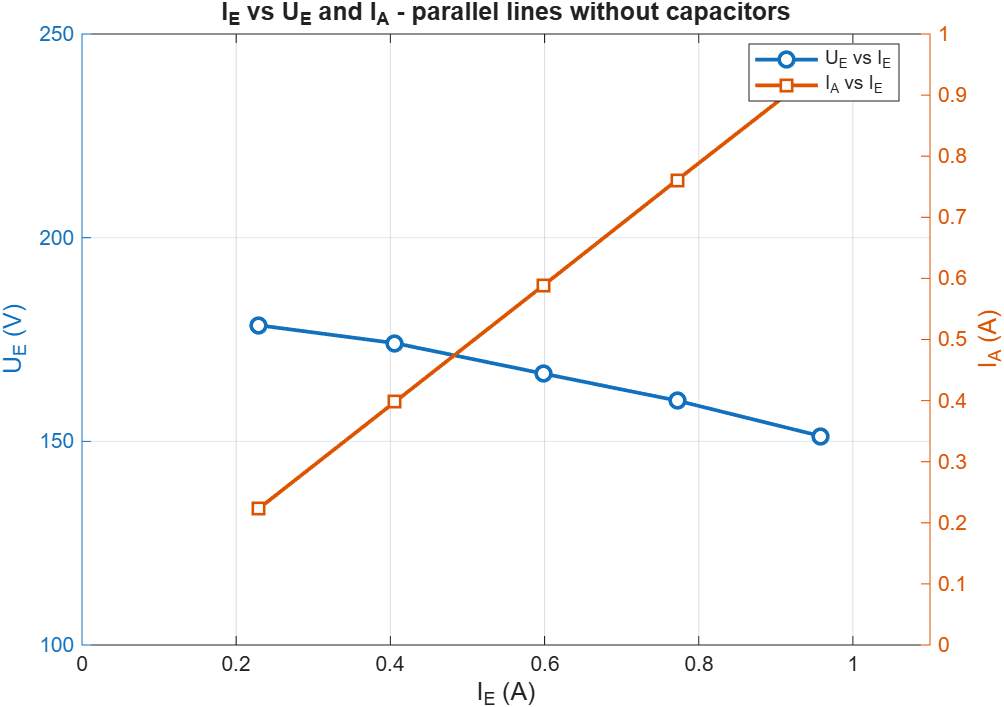 I_E vs U_E and I_A - parallel lines without capacitors
U_E vs I_E
I_A vs I_E
250
200
150
100
U_E (V)
1
0.9
0.8
0.7
0.6
0.5
0.4
0.3
0.2
0.1
0
I_A (A)
0 0.2 0.4 0.6 0.8 1
I_E (A)